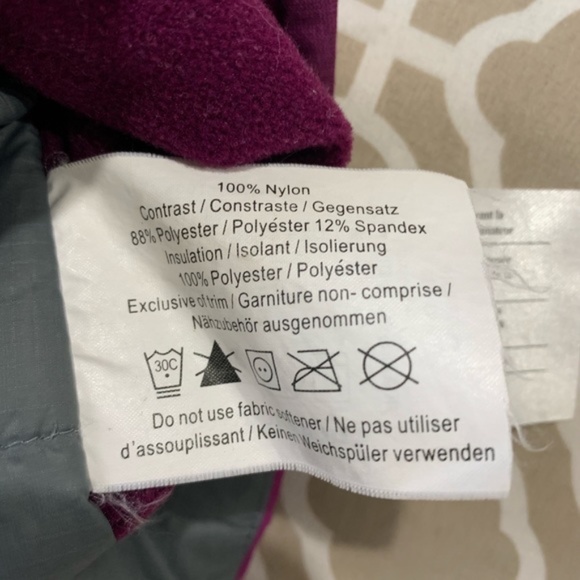 100% Nylon
Contrast / Constraste / Gegensatz
88% Polyester / Polyéster 12% Spandex
Insulation / Isolant / Isolierung
100% Polyester / Polyéster
Exclusive of trim / Garniture non- comprise /
Nähzubehör ausgenommen
30C
Do not use fabric softener / Ne pas utiliser
d'assouplissant / Keinen Weichspüler verwenden